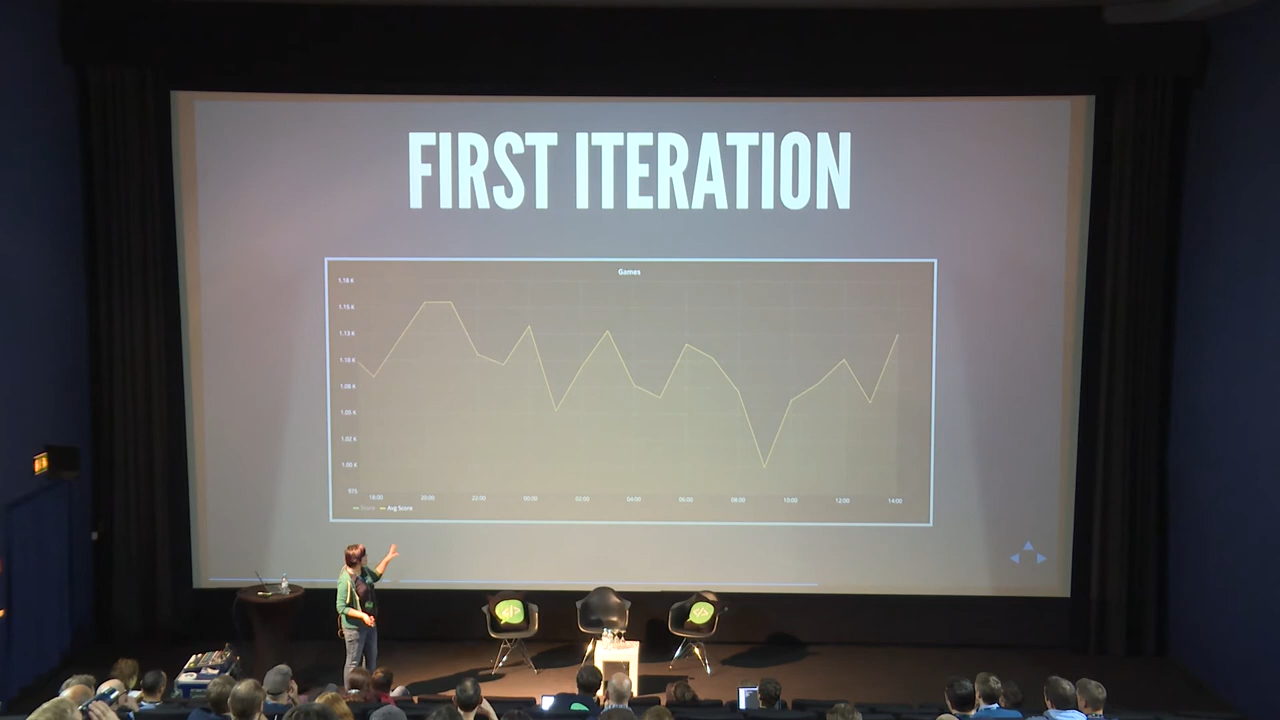 FIRST ITERATION
Games
1.18 K
1.15 K
1.13 K
1.10 K
1.08 K
1.05 K
1.02 K
1.00 K
975
18:00 20:00 22:00 00:00 02:00 04:00 06:00 08:00 10:00 12:00 14:00
Score Avg Score
</>
</>